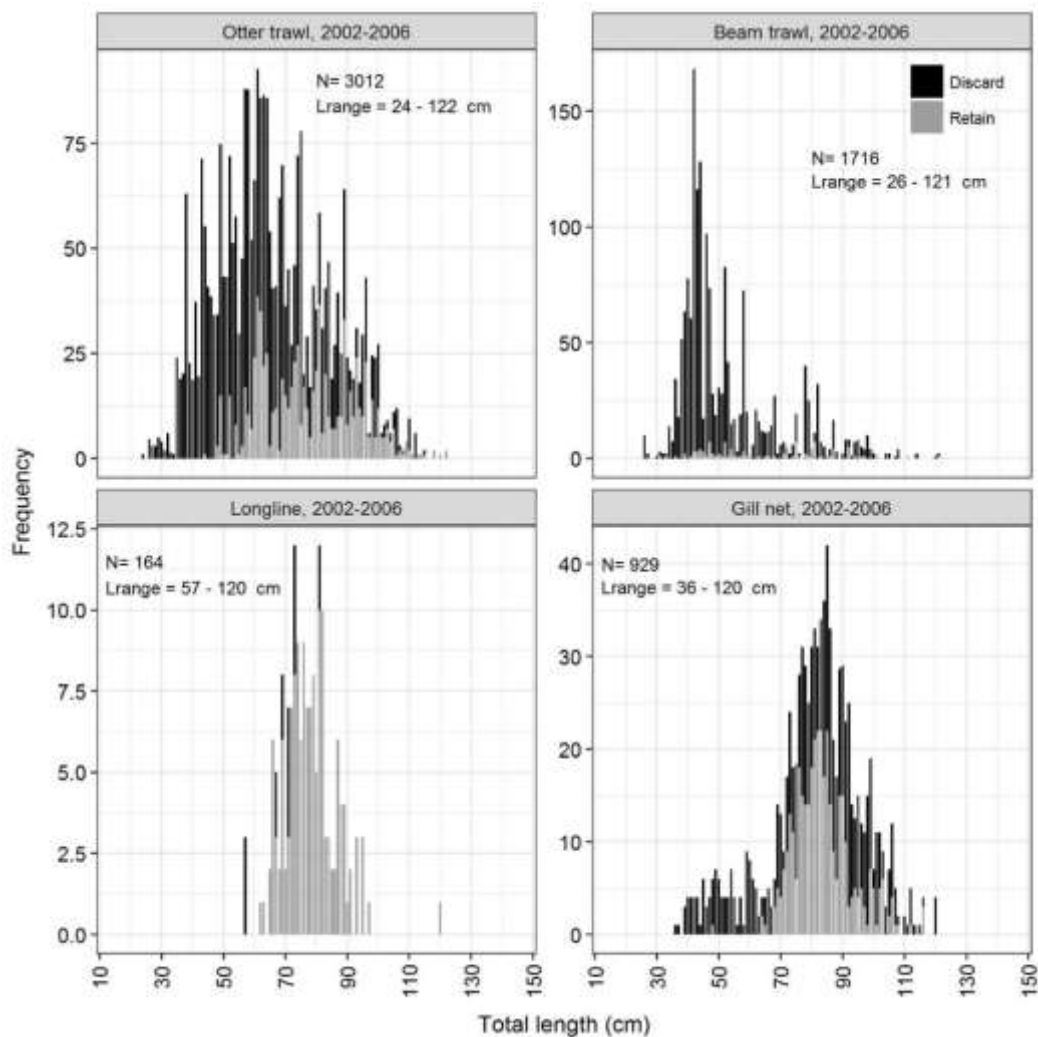 Otter trawl, 2002-2006
N= 3012
Lrange = 24 - 122 cm
75
50
25
0
Beam trawl, 2002-2006
Discard
Retain
N= 1716
Lrange = 26 - 121 cm
150
100
50
0
Frequency
Longline, 2002-2006
N= 164
Lrange = 57 - 120 cm
12.5
10.0
7.5
5.0
2.5
0.0
10 30 50 70 90 110 130 150
Gill net, 2002-2006
N= 929
Lrange = 36 - 120 cm
40
30
20
10
0
10 30 50 70 90 110 130 150
Total length (cm)